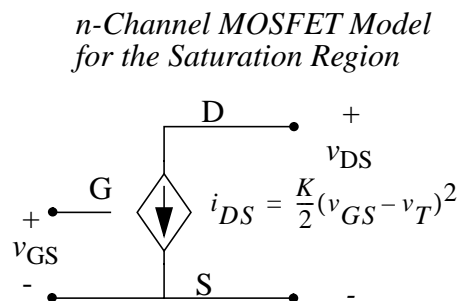 n-Channel MOSFET Model
for the Saturation Region
D
+
v_DS
G
i_DS = K/2 (v_GS – v_T)^2
+
v_GS
-
S
-